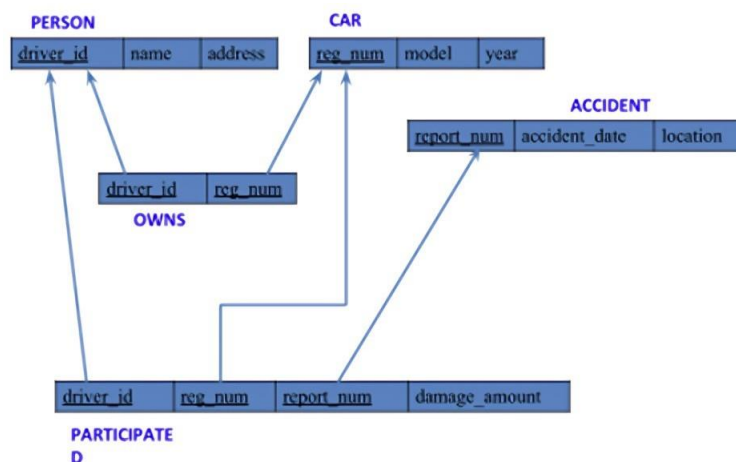 PERSON
CAR
driver_id name address
reg_num model year
ACCIDENT
report_num accident_date location
driver_id reg_num
OWNS
driver_id reg_num report_num damage_amount
PARTICIPATE
D